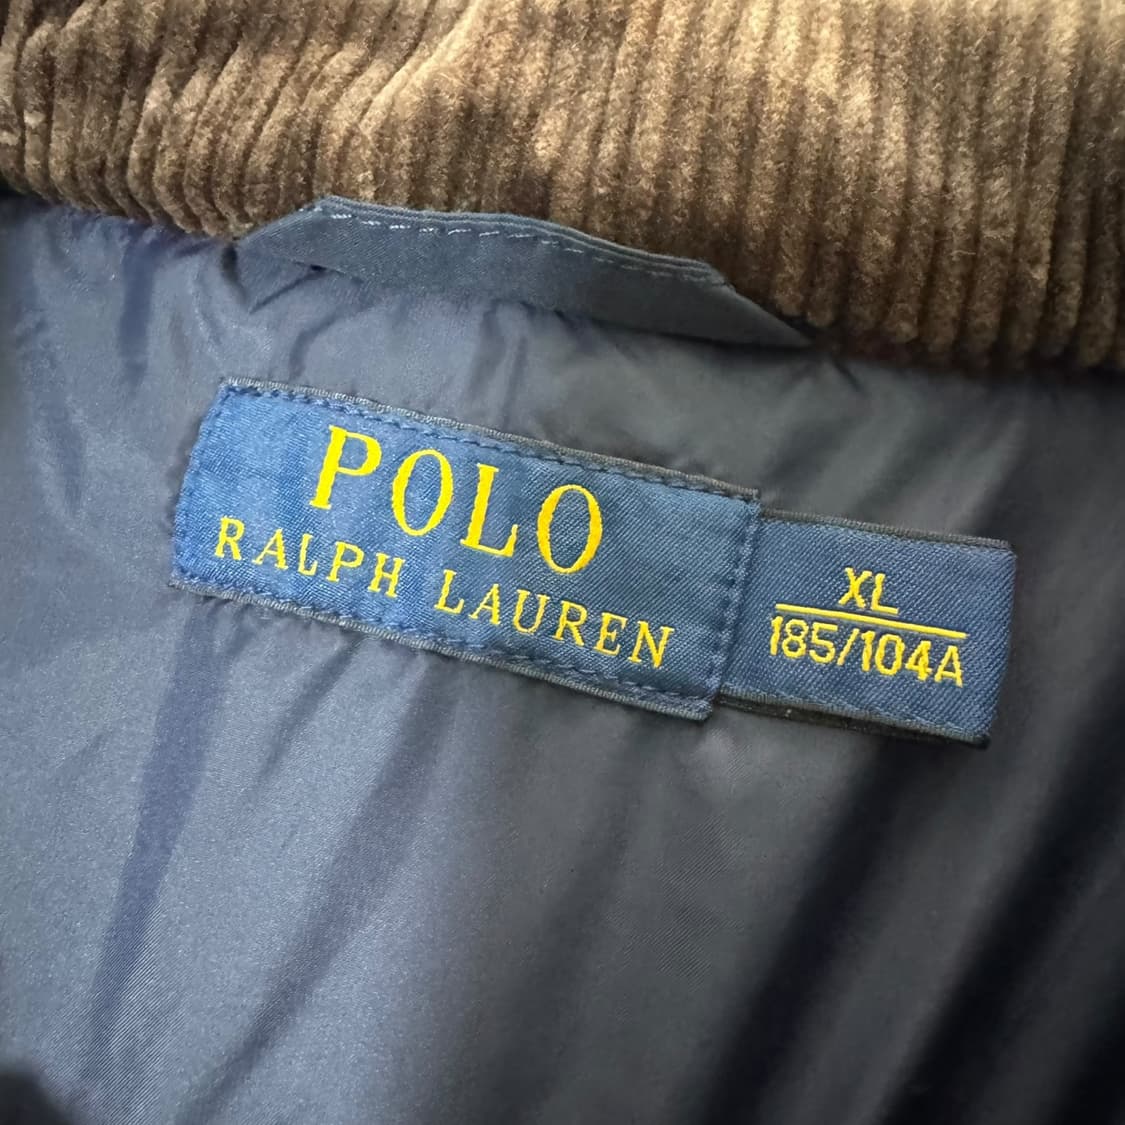 POLO
RALPH LAUREN
XL
185/104A